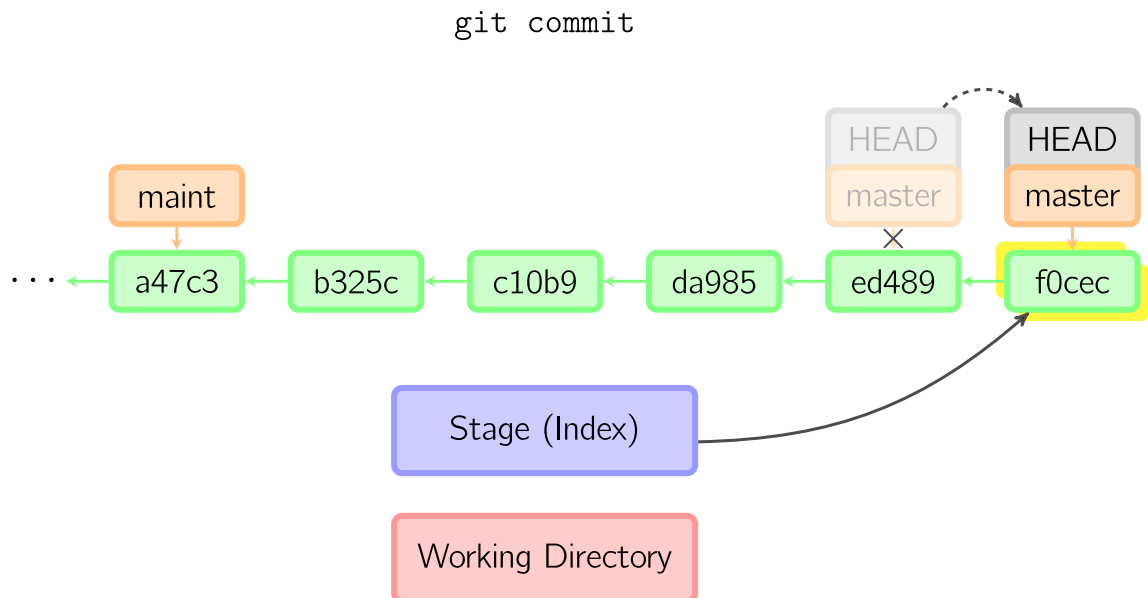 git commit
HEAD HEAD
maint master master
... a47c3 b325c c10b9 da985 ed489 f0cec
Stage (Index)
Working Directory